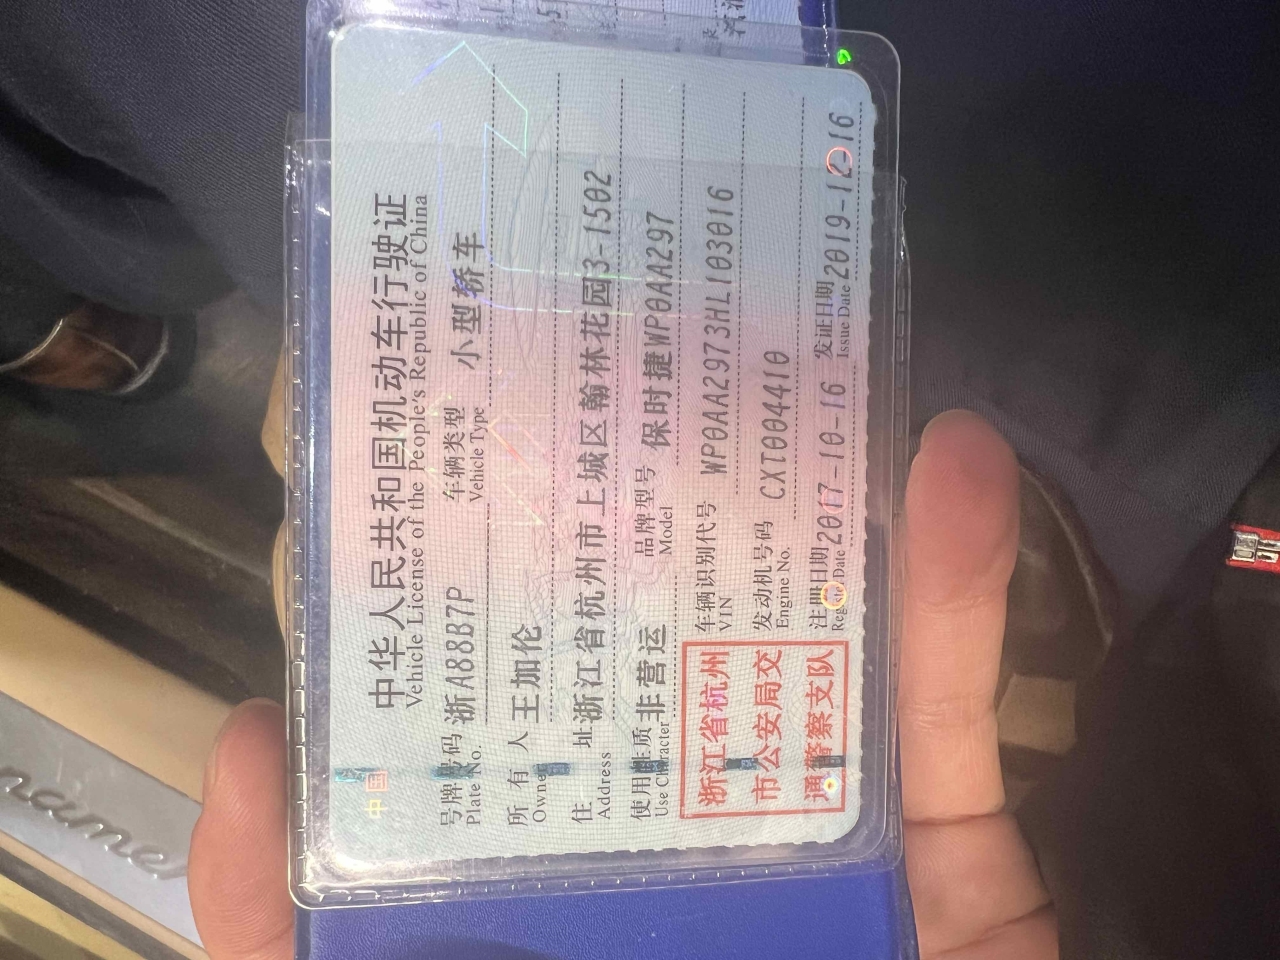 中国
中华人民共和国机动车行驶证
Vehicle License of the People's Republic of China
号牌号码 浙A88B7P 车辆类型 小型轿车
Plate No. Vehicle Type
所有人 王加伦
Owner
住址 浙江省杭州市上城区翰林花园3-1502
Address
使用性质 非营运 品牌型号 保时捷WP0AA297
Use Character Model
浙江省杭州
市公安局交
通警察支队
车辆识别代号 WP0AA2973HL103016
VIN
发动机号码 CXT004410
Engine No.
注册日期 2017-10-16 发证日期 2019-12-16
Register Date Issue Date
name